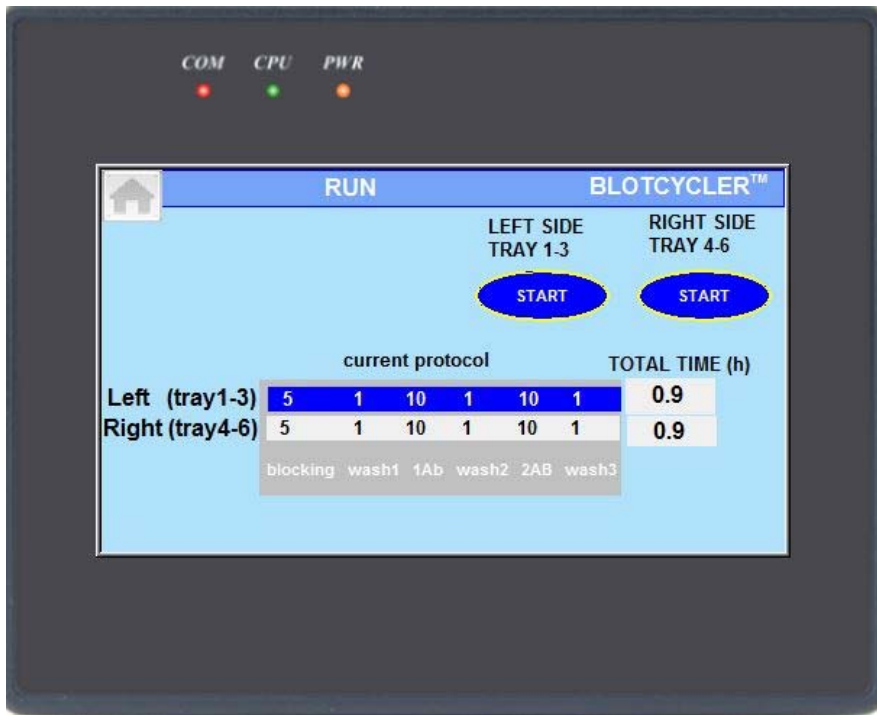 COM CPU PWR
RUN BLOTCYCLER™
LEFT SIDE RIGHT SIDE
TRAY 1-3 TRAY 4-6
START START
current protocol TOTAL TIME (h)
Left (tray1-3) 5 1 10 1 10 1 0.9
Right (tray4-6) 5 1 10 1 10 1 0.9
blocking wash1 1Ab wash2 2AB wash3